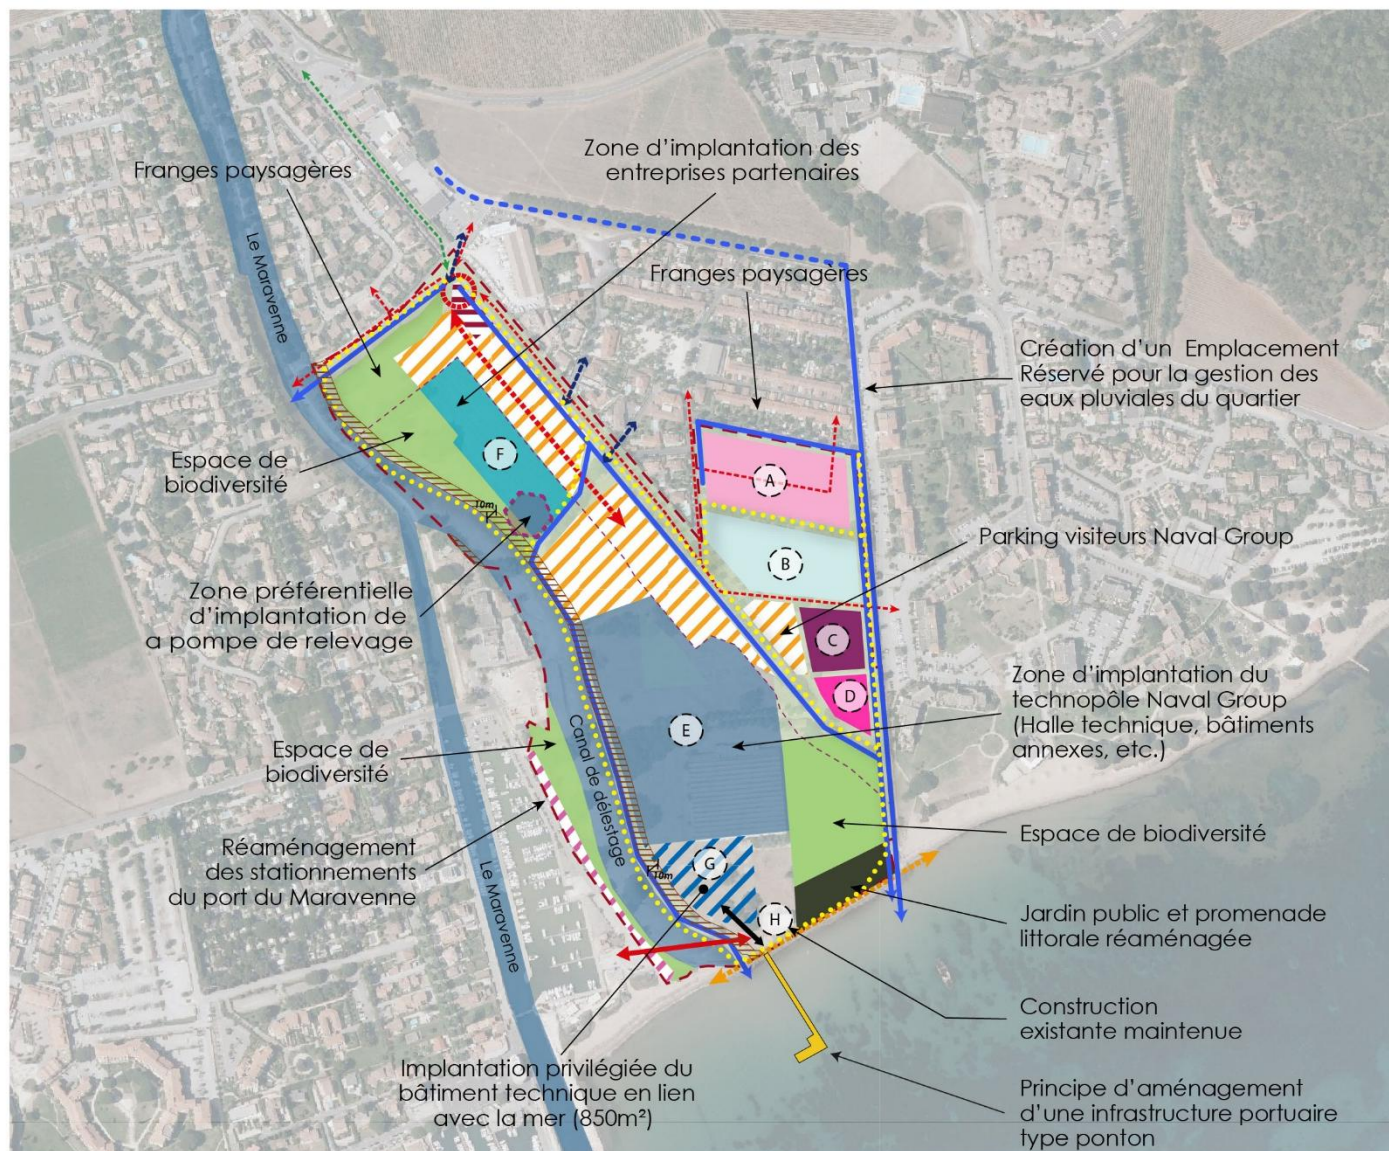 Franges paysagères
Zone d'implantation des
entreprises partenaires
Le Maravenne
Franges paysagères
Création d'un Emplacement
Réservé pour la gestion des
eaux pluviales du quartier
Espace de
biodiversité
F
A
10m
B
Parking visiteurs Naval Group
Zone préférentielle
d'implantation de
a pompe de relevage
C
D
Zone d'implantation du
technopôle Naval Group
(Halle technique, bâtiments
annexes, etc.)
E
Espace de
biodiversité
Canal de délestage
Espace de biodiversité
Réaménagement
des stationnements
du port du Maravenne
Le Maravenne
10m
G
H
Jardin public et promenade
littorale réaménagée
Construction
existante maintenue
Implantation privilégiée du
bâtiment technique en lien
avec la mer (850m²)
Principe d'aménagement
d'une infrastructure portuaire
type ponton